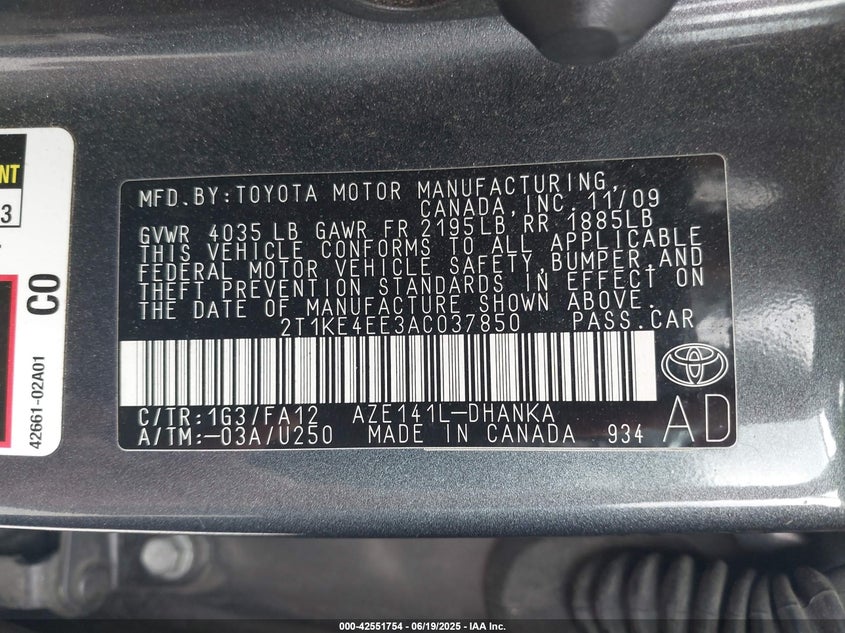 NT
3
CO
42661-02A01
MFD.BY:TOYOTA MOTOR MANUFACTURING,
CANADA,INC. 11/09
GVWR 4035 LB GAWR FR 2195LB RR 1885LB
THIS VEHICLE CONFORMS TO ALL APPLICABLE
FEDERAL MOTOR VEHICLE SAFETY,BUMPER,AND
THEFT PREVENTION STANDARDS IN EFFECT ON
THE DATE OF MANUFACTURE SHOWN ABOVE.
2T1KE4EE3AC037850 PASS.CAR
C/TR:1G3/FA12 AZE141L-DHANKA
A/TM:-03A/U250 MADE IN CANADA 934
AD
000-42551754 - 06/19/2025 - IAA Inc.